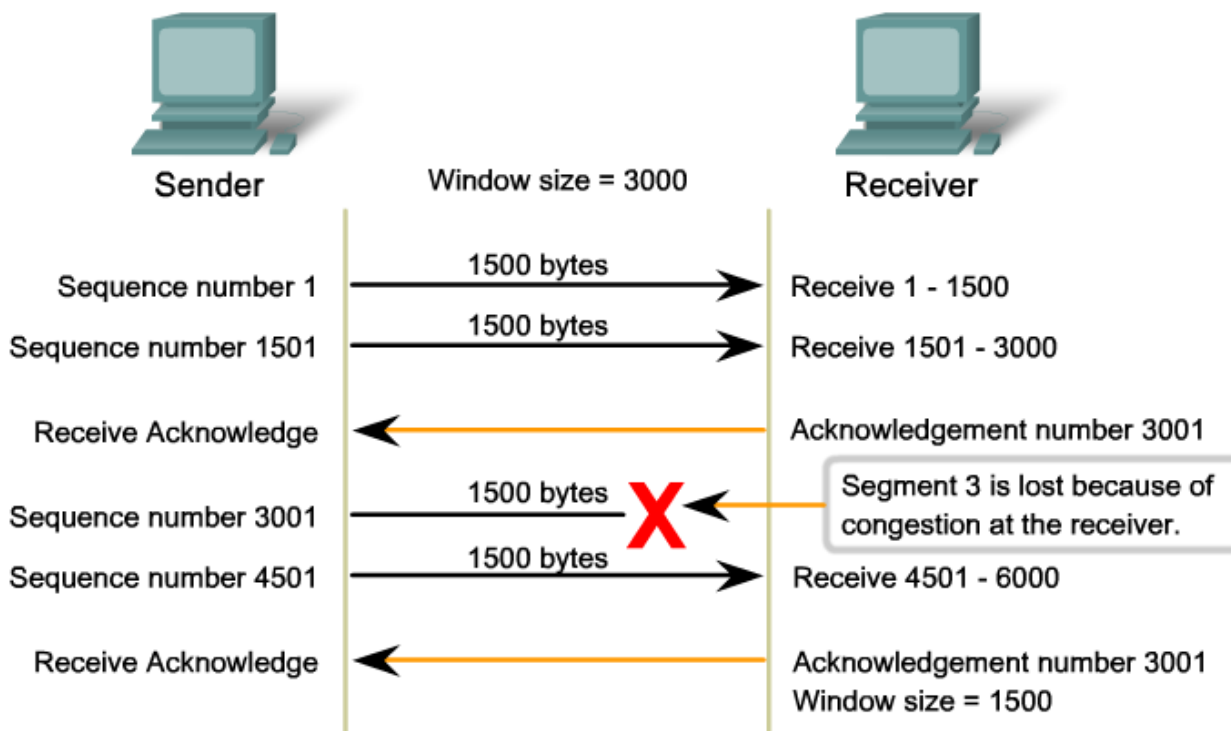 Sender
Window size = 3000
Receiver
Sequence number 1
1500 bytes
Receive 1 - 1500
Sequence number 1501
1500 bytes
Receive 1501 - 3000
Receive Acknowledge
Acknowledgement number 3001
Sequence number 3001
1500 bytes
X
Segment 3 is lost because of
congestion at the receiver.
Sequence number 4501
1500 bytes
Receive 4501 - 6000
Receive Acknowledge
Acknowledgement number 3001
Window size = 1500